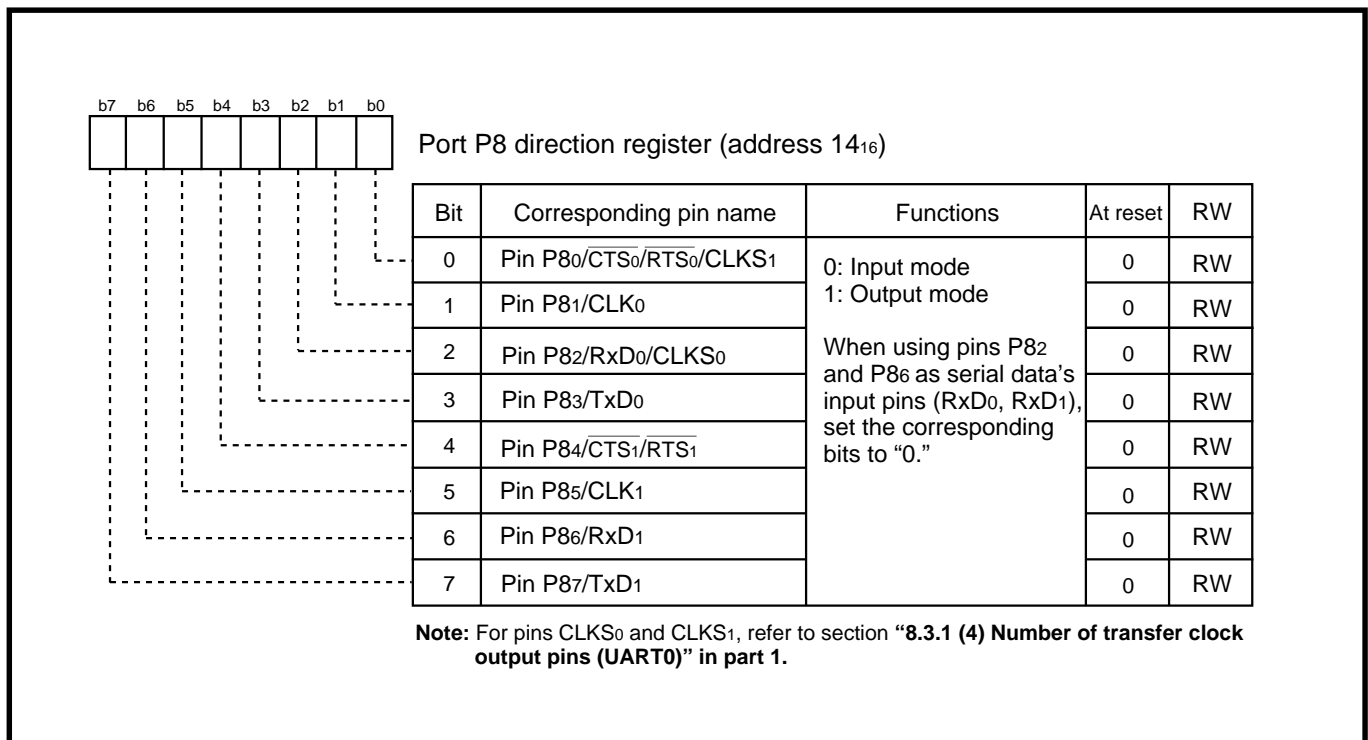 b7 b6 b5 b4 b3 b2 b1 b0
Port P8 direction register (address 14₁₆)
Bit Corresponding pin name Functions At reset RW
0 Pin P8₀/C̅T̅S̅₀/R̅T̅S̅₀/CLKS₁ 0 RW
1 Pin P8₁/CLK₀ 0 RW
2 Pin P8₂/RxD₀/CLKS₀ 0 RW
3 Pin P8₃/TxD₀ 0 RW
4 Pin P8₄/C̅T̅S̅₁/R̅T̅S̅₁ 0 RW
5 Pin P8₅/CLK₁ 0 RW
6 Pin P8₆/RxD₁ 0 RW
7 Pin P8₇/TxD₁ 0 RW
0: Input mode
1: Output mode
When using pins P8₂
and P8₆ as serial data's
input pins (RxD₀, RxD₁),
set the corresponding
bits to “0.”
Note: For pins CLKS₀ and CLKS₁, refer to section “8.3.1 (4) Number of transfer clock
output pins (UART0)” in part 1.